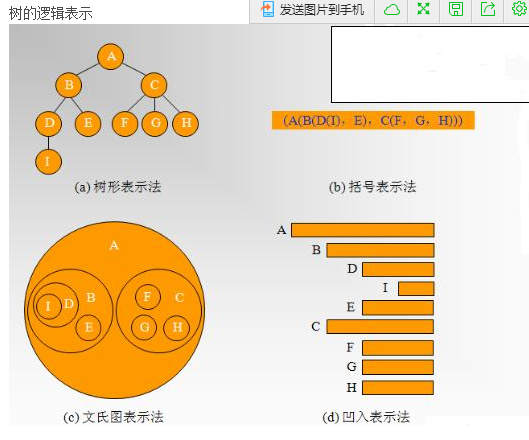 树的逻辑表示
发送图片到手机
A
B C
D E F G H
I
(a) 树形表示法
(A(B(D(I)，E)，C(F，G，H)))
(b) 括号表示法
A
B C
I D F
E G H
(c) 文氏图表示法
A
B
D
I
E
C
F
G
H
(d) 凹入表示法